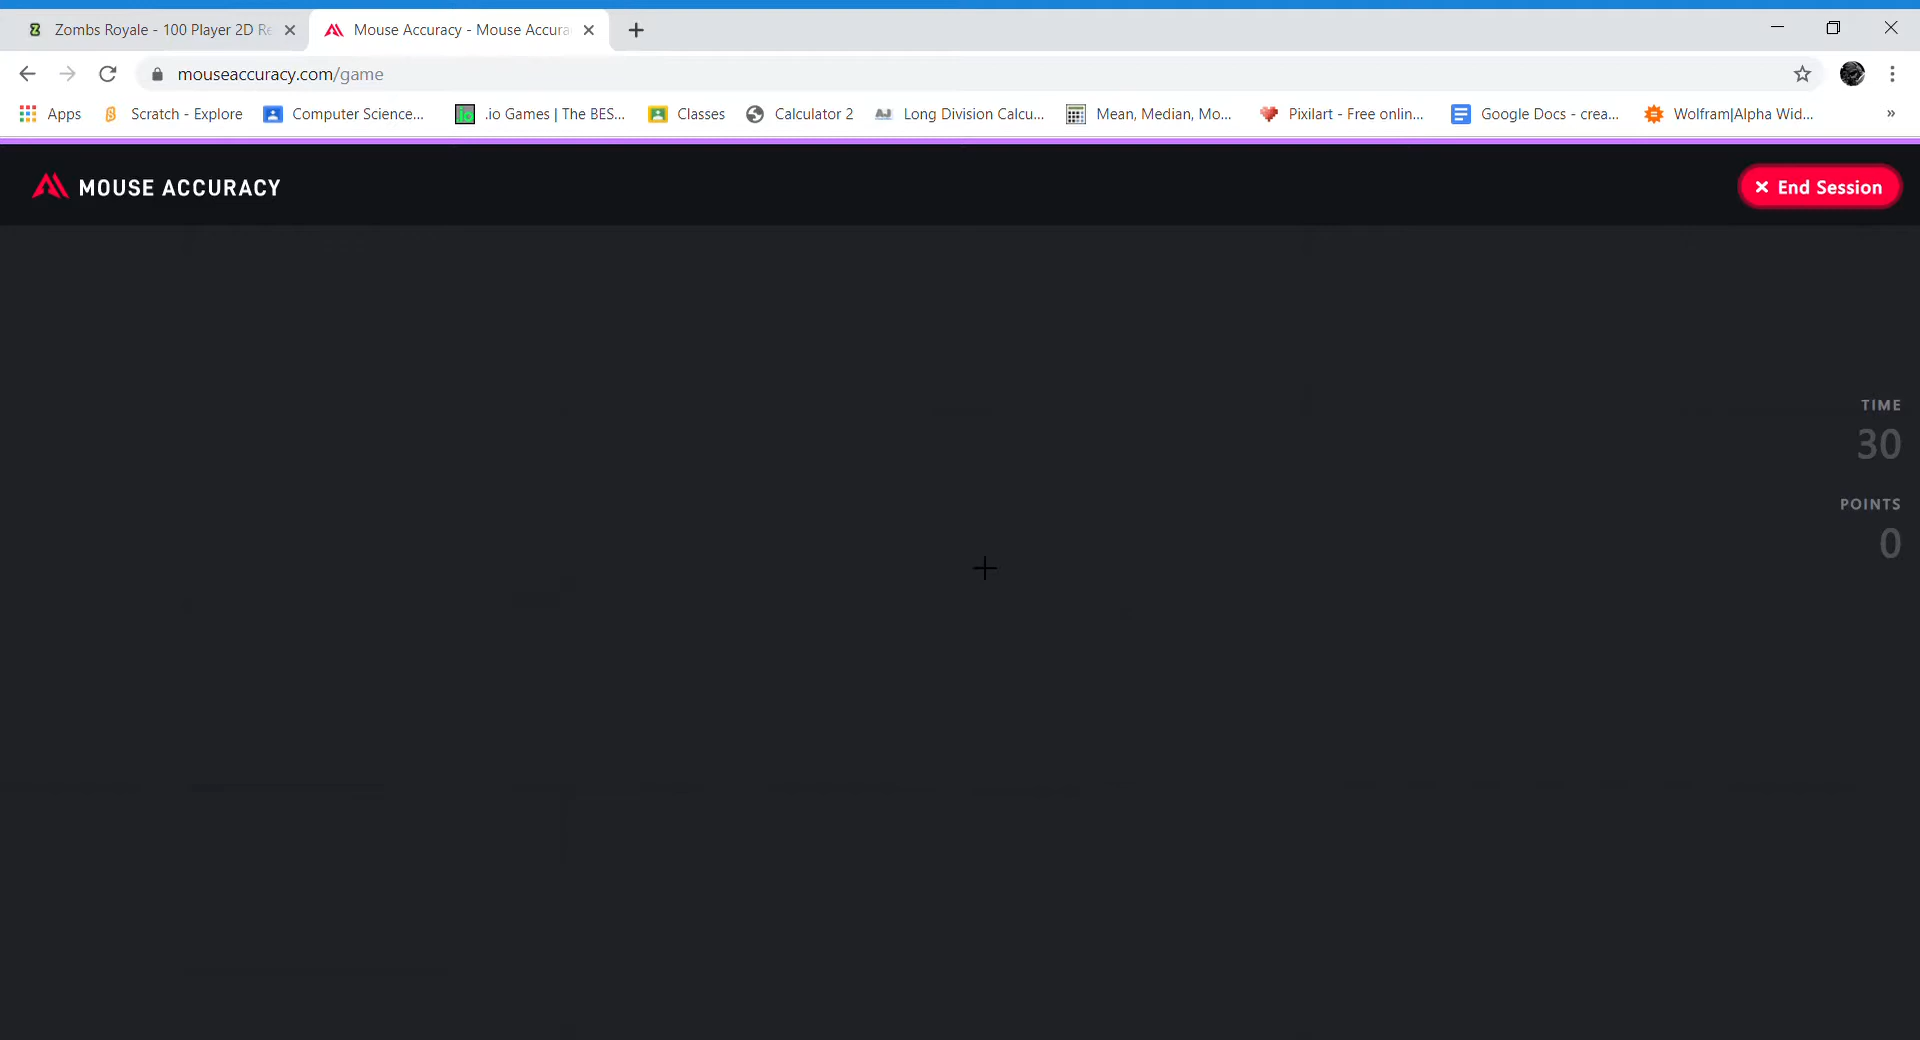 Zombs Royale - 100 Player 2D Re
Mouse Accuracy - Mouse Accura
mouseaccuracy.com/game
Apps
Scratch - Explore
Computer Science...
.io Games | The BES...
Classes
Calculator 2
Long Division Calcu...
Mean, Median, Mo...
Pixilart - Free onlin...
Google Docs - crea...
Wolfram|Alpha Wid...
»
MOUSE ACCURACY
End Session
TIME
30
POINTS
0